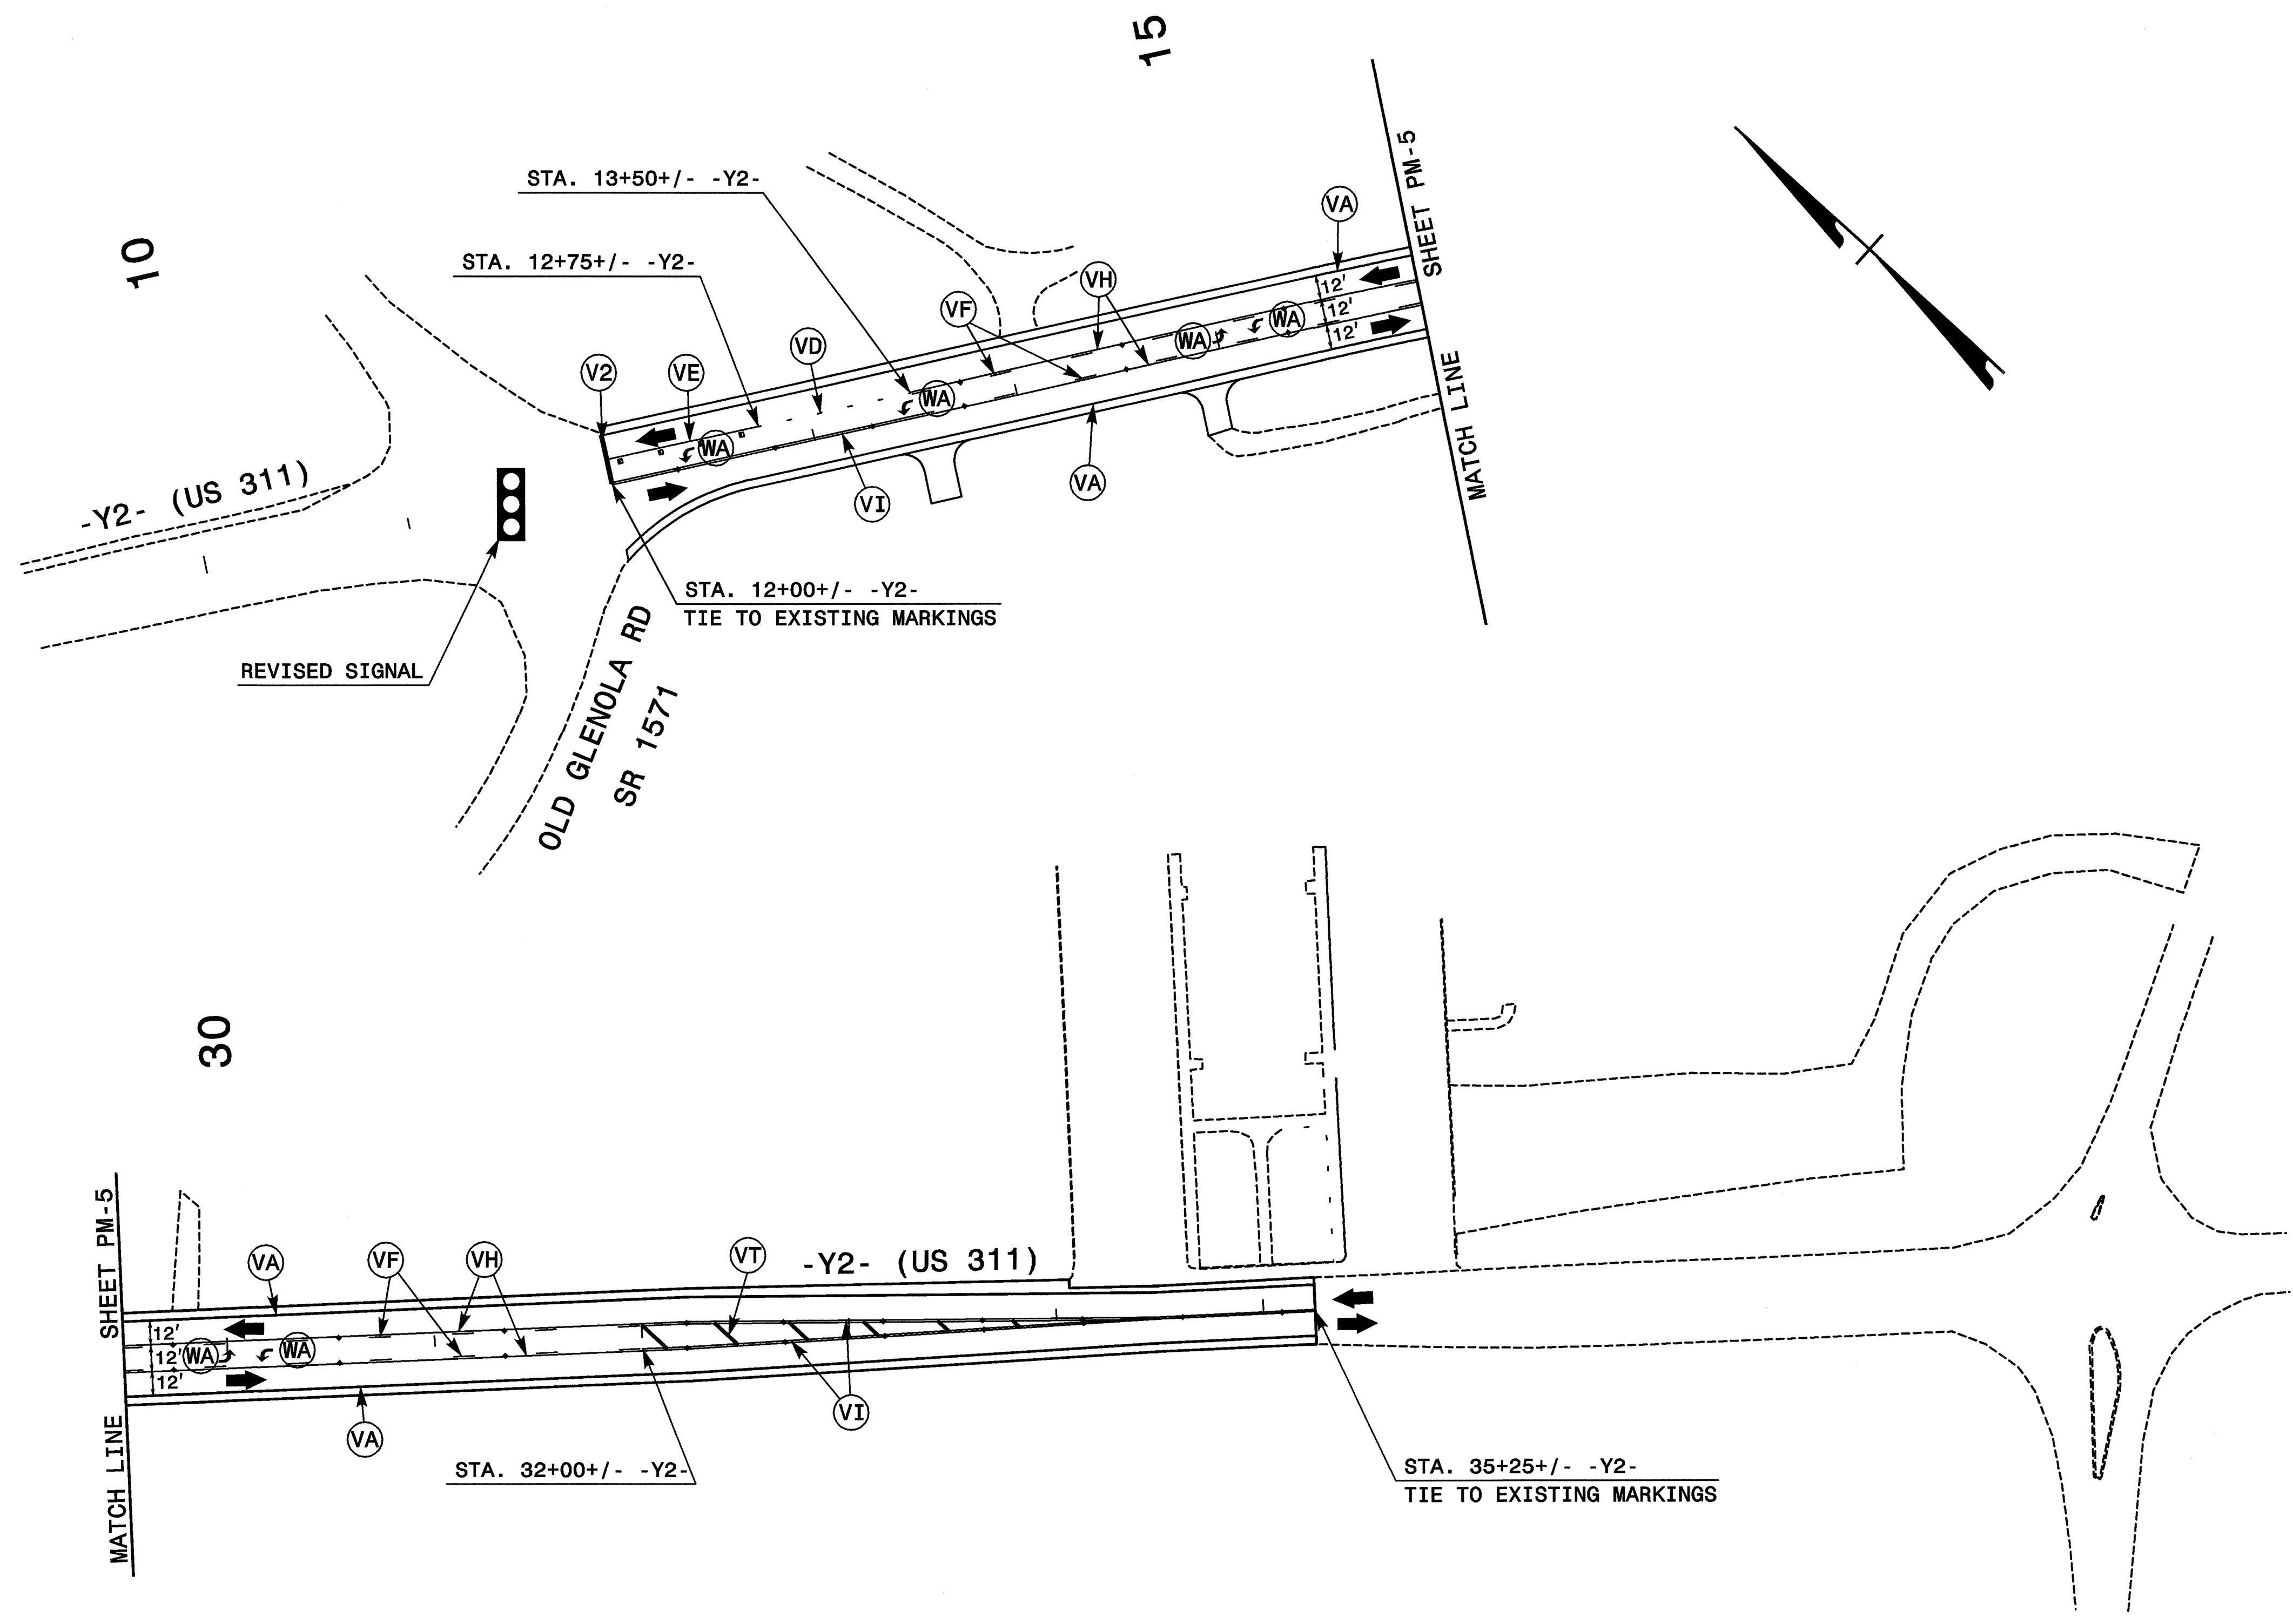 15
10
STA. 13+50+/- -Y2-
STA. 12+75+/- -Y2-
SHEET PM-5
MATCH LINE
VA
VH
VF
VD
VE
V2
12'
12'
12'
WA
WA
WA
WA
VI
VA
-Y2- (US 311)
STA. 12+00+/- -Y2-
TIE TO EXISTING MARKINGS
REVISED SIGNAL
OLD GLENOLA RD
SR 1571
30
SHEET PM-5
MATCH LINE
VA
VF
VH
VT
-Y2- (US 311)
12'
12'
12'
WA
WA
VA
VI
STA. 32+00+/- -Y2-
STA. 35+25+/- -Y2-
TIE TO EXISTING MARKINGS